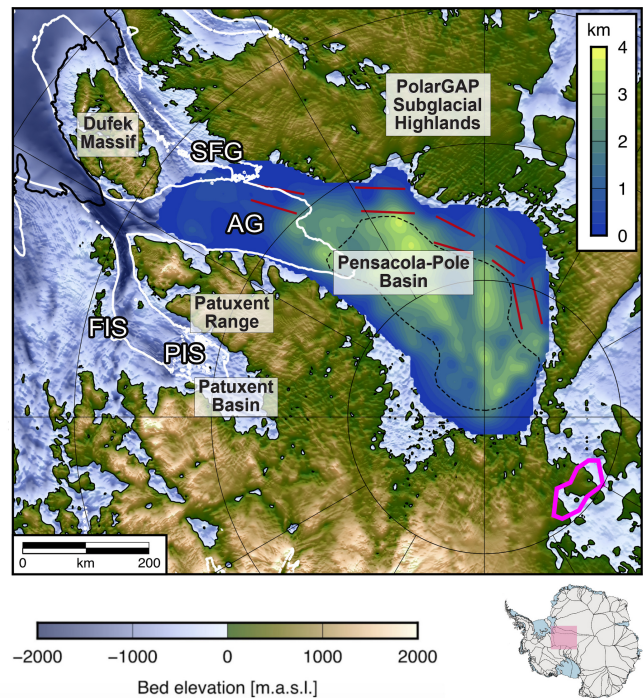 km
4
3
2
1
0
PolarGAP
Subglacial
Highlands
Dufek
Massif
SFG
AG
Pensacola-Pole
Basin
Patuxent
Range
FIS
PIS
Patuxent
Basin
0 km 200
−2000 −1000 0 1000 2000
Bed elevation [m.a.s.l.]